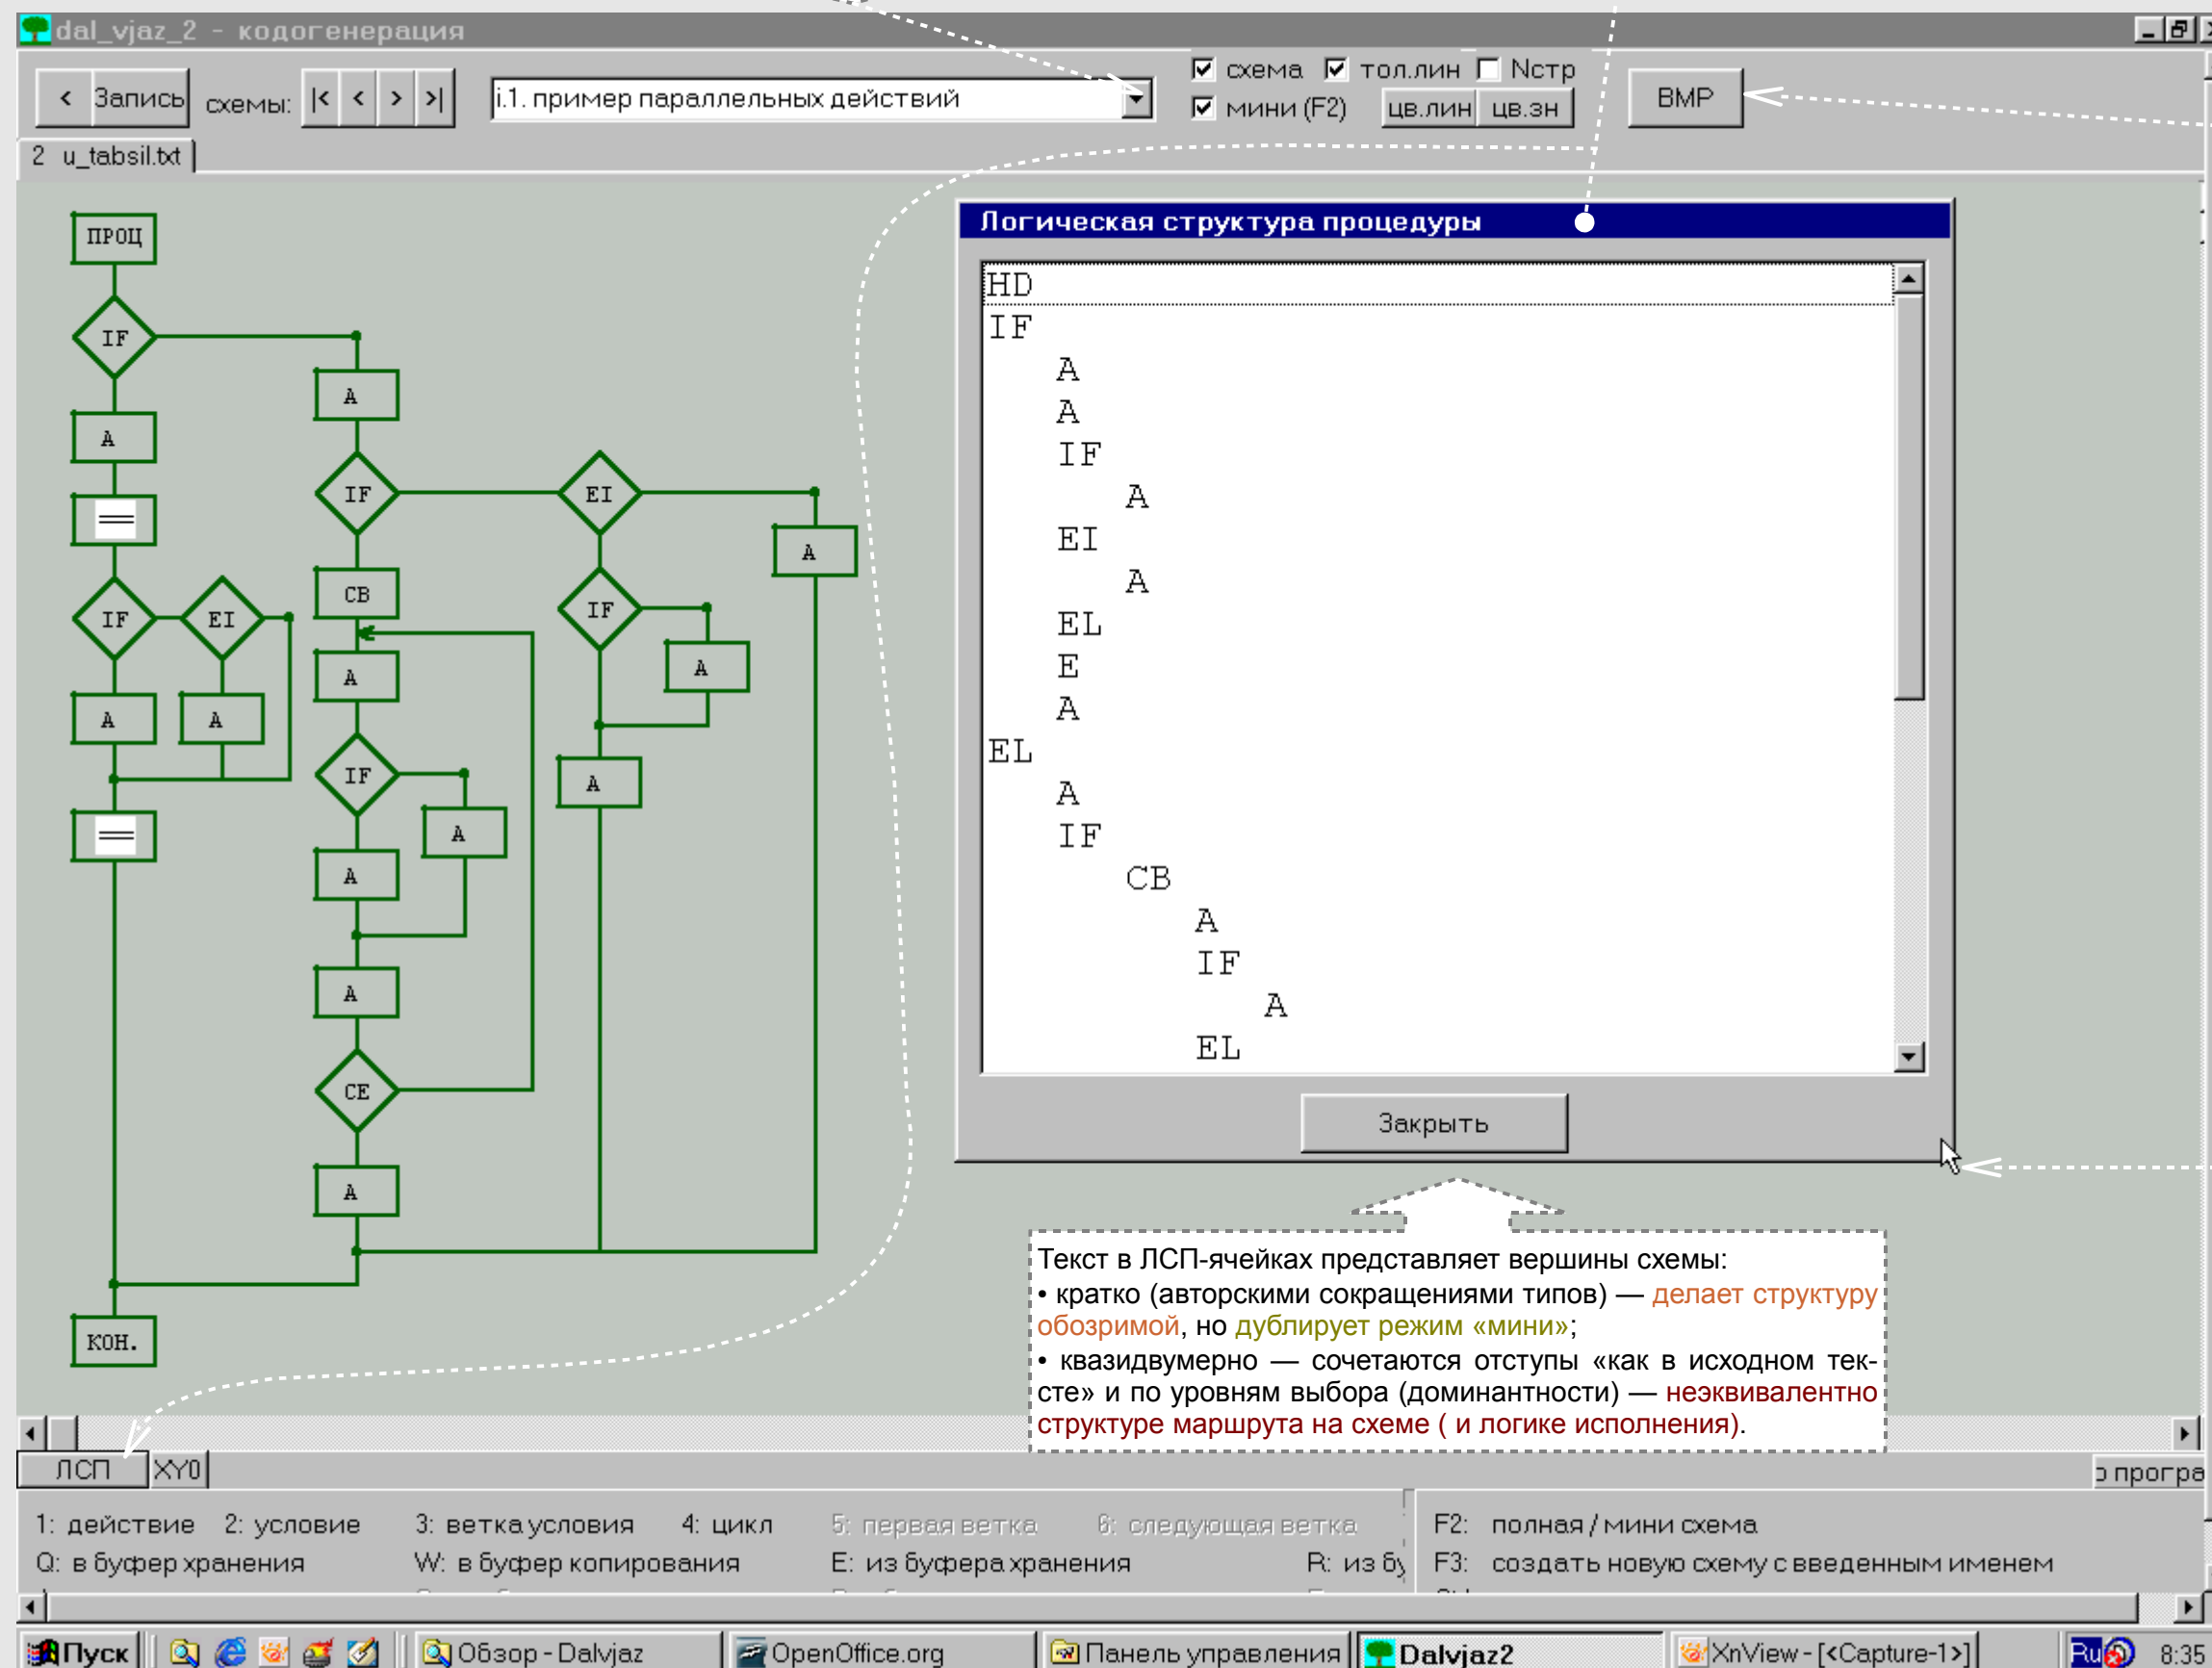 dal_vjaz_2 - кодогенерация
< Запись схемы: |< < > >| i.1. пример параллельных действий
схема тол.лин Nстр
мини (F2) цв.лин цв.зн BMP
2 u_tabsil.txt
ПРОЦ
IF
A
A
IF EI
A
=
CB
IF
A
IF EI
A
A
A A
IF
A
=
A
A
A
CE
A
КОН.
Логическая структура процедуры
HD
IF
A
A
IF
A
EI
A
EL
E
A
EL
A
IF
CB
A
IF
A
EL
Закрыть
Текст в ЛСП-ячейках представляет вершины схемы:
• кратко (авторскими сокращениями типов) — делает структуру
обозримой, но дублирует режим «мини»;
• квазидвумерно — сочетаются отступы «как в исходном тек-
сте» и по уровням выбора (доминантности) — неэквивалентно
структуре маршрута на схеме ( и логике исполнения).
ЛСП XY0 о програ
1: действие 2: условие 3: ветка условия 4: цикл 5: первая ветка 6: следующая ветка F2: полная / мини схема
Q: в буфер хранения W: в буфер копирования E: из буфера хранения R: из бу F3: создать новую схему с введенным именем
Пуск Обзор - Dalvjaz OpenOffice.org Панель управления Dalvjaz2 XnView - [<Capture-1>] Ru 8:35